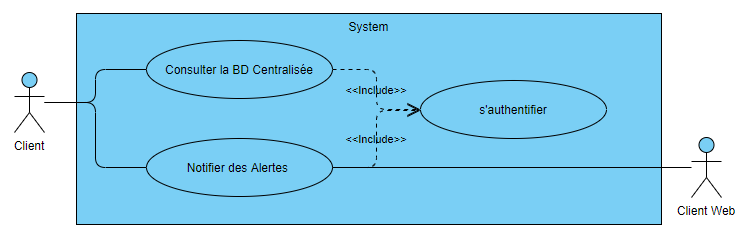 System
Consulter la BD Centralisée
<<Include>>
s'authentifier
<<Include>>
Client
Notifier des Alertes
Client Web